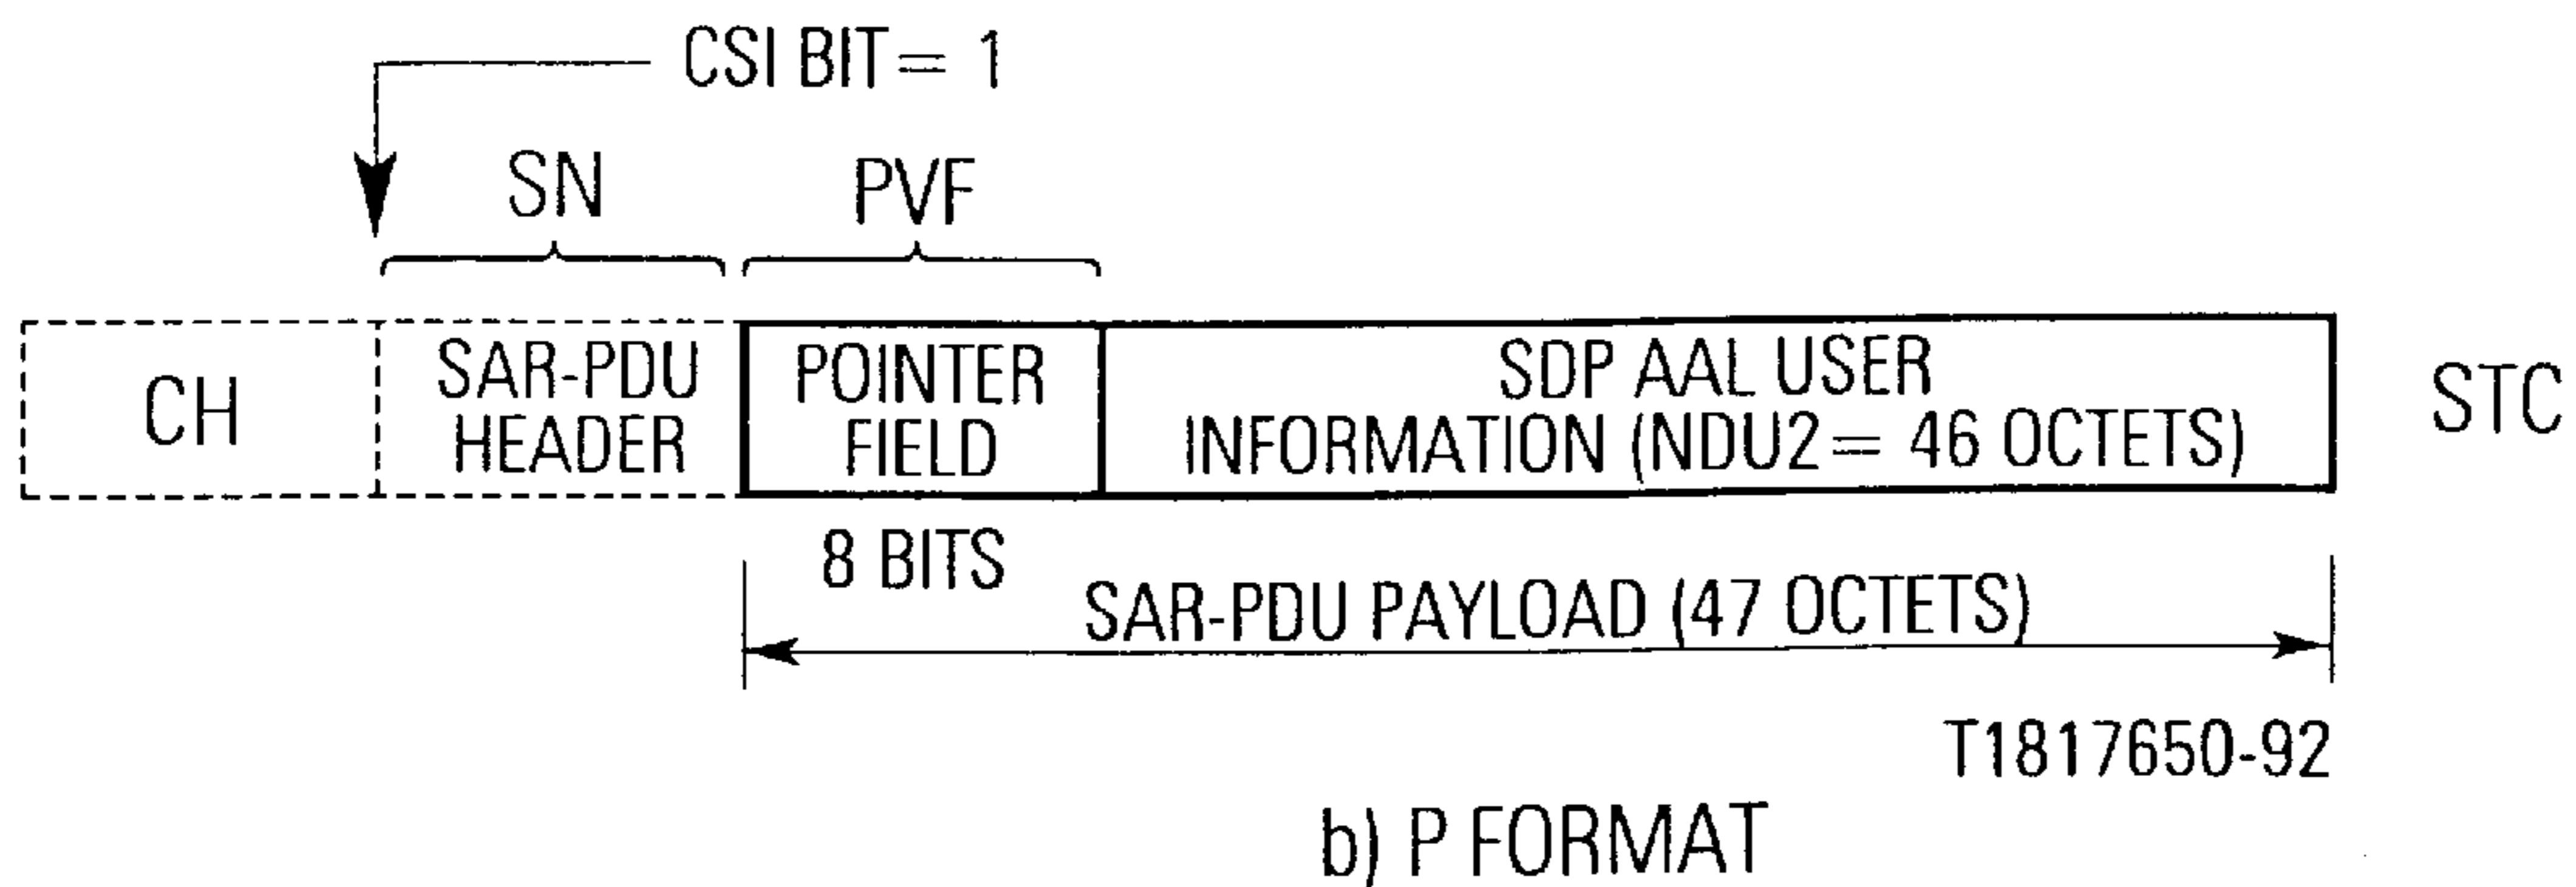 CSI BIT = 1
SN
PVF
CH
SAR-PDU
HEADER
POINTER
FIELD
SDP AAL USER
INFORMATION (NDU2 = 46 OCTETS)
STC
8 BITS
SAR-PDU PAYLOAD (47 OCTETS)
T1817650-92
b) P FORMAT